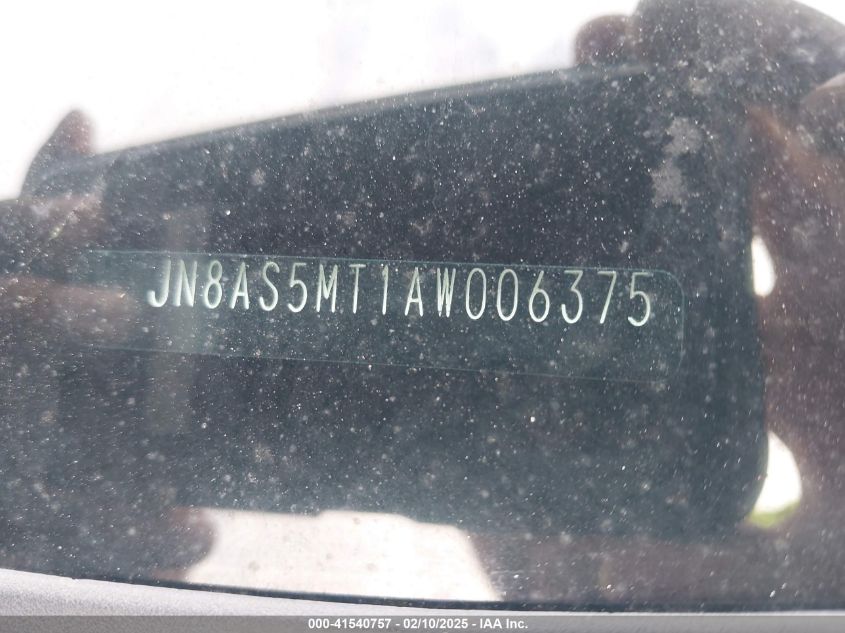 JN8AS5MT1AW006375
000-41540757 — 02/10/2025 — IAA Inc.